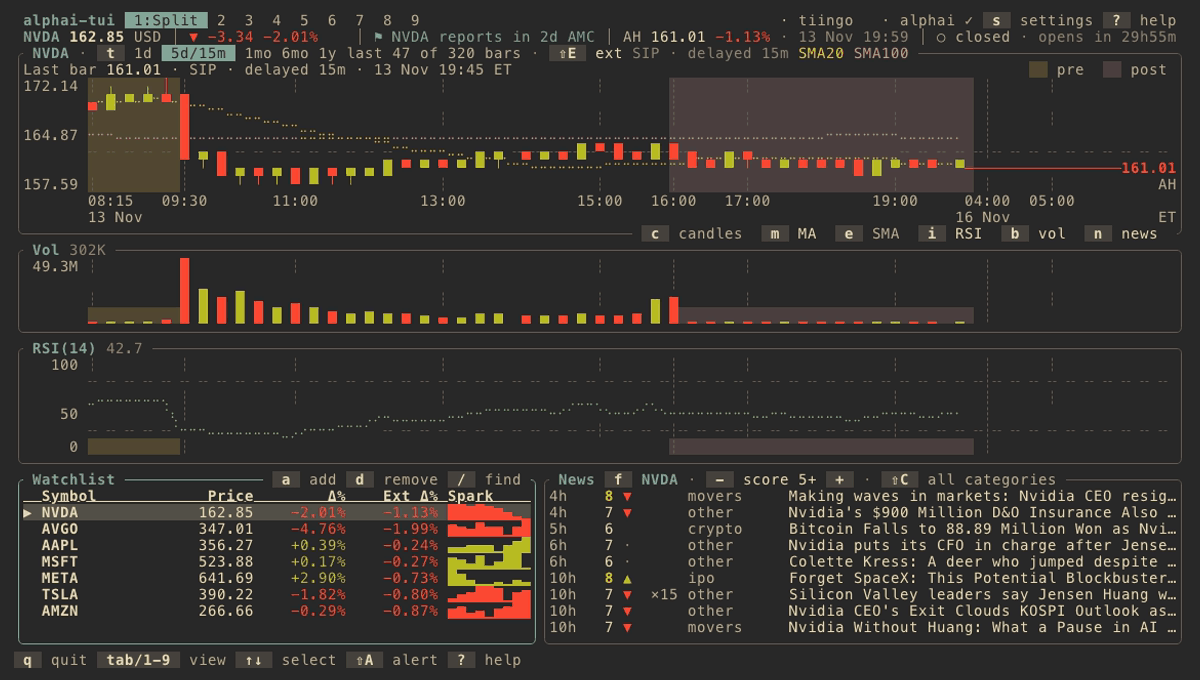 alphai-tui 1:Split 2 3 4 5 6 7 8 9 · tiingo · alphai ✓ s settings ? help
NVDA 162.85 USD │ ▼ −3.34 −2.01% │ ⚑ NVDA reports in 2d AMC │ AH 161.01 −1.13% · 13 Nov 19:59 │ ○ closed · opens in 29h55m
NVDA · t 1d 5d/15m 1mo 6mo 1y last 47 of 320 bars · ⇧E ext SIP · delayed 15m SMA20 SMA100
Last bar 161.01 · SIP · delayed 15m · 13 Nov 19:45 ET pre post
172.14
164.87
161.01
157.59 AH
08:15 09:30 11:00 13:00 15:00 16:00 17:00 19:00 04:00 05:00
13 Nov 16 Nov ET
c candles m MA e SMA i RSI b vol n news
Vol 302K
49.3M
RSI(14) 42.7
100
50
0
Watchlist a add d remove / find
Symbol Price Δ% Ext Δ% Spark
▶ NVDA 162.85 −2.01% −1.13%
AVGO 347.01 −4.76% −1.99%
AAPL 356.27 +0.39% −0.24%
MSFT 523.88 +0.17% −0.27%
META 641.69 +2.90% −0.73%
TSLA 390.22 −1.82% −0.80%
AMZN 266.66 −0.29% −0.87%
News f NVDA · − score 5+ + · ⇧C all categories
4h 8 ▼ movers Making waves in markets: Nvidia CEO resig…
4h 7 ▼ other Nvidia's $900 Million D&O Insurance Also …
5h 6 crypto Bitcoin Falls to 88.89 Million Won as Nvi…
6h 7 · other Nvidia puts its CFO in charge after Jense…
6h 6 · other Colette Kress: A deer who jumped despite …
10h 8 ▲ ipo Forget SpaceX: This Potential Blockbuster…
10h 7 ▼ ×15 other Silicon Valley leaders say Jensen Huang w…
10h 7 ▼ other Nvidia CEO's Exit Clouds KOSPI Outlook as…
10h 7 ▼ movers Nvidia Without Huang: What a Pause in AI …
q quit tab/1-9 view ↑↓ select ⇧A alert ? help